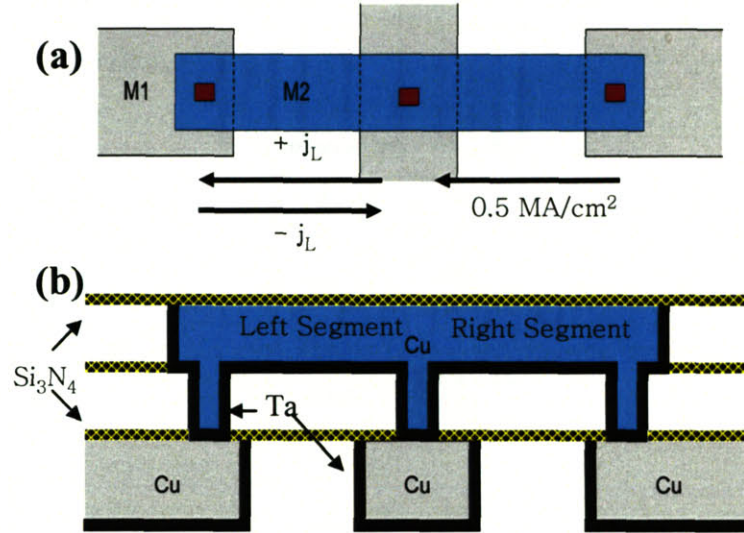 (a)
M1
M2
+ j_L
- j_L
0.5 MA/cm²
(b)
Left Segment
Right Segment
Cu
Si₃N₄
Ta
Cu
Cu
Cu